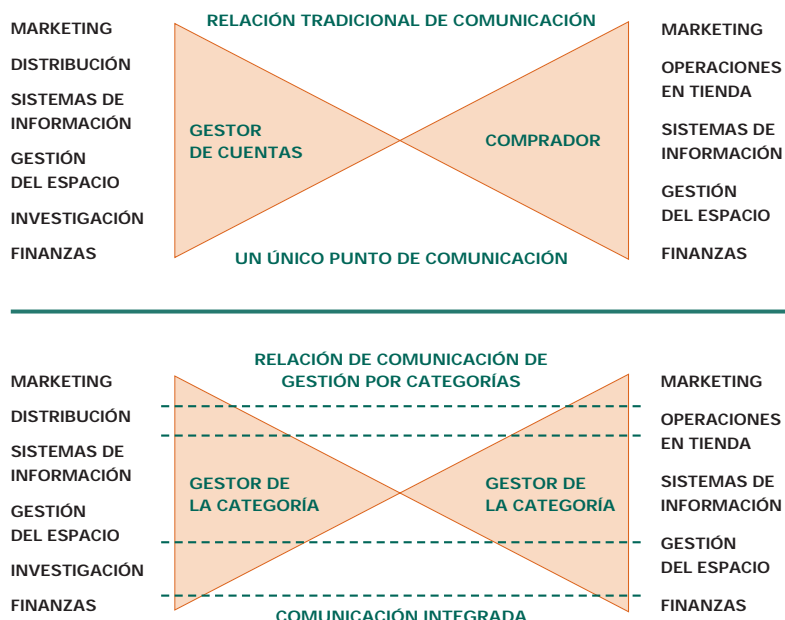 RELACIÓN TRADICIONAL DE COMUNICACIÓN
MARKETING
DISTRIBUCIÓN
SISTEMAS DE
INFORMACIÓN
GESTIÓN
DEL ESPACIO
INVESTIGACIÓN
FINANZAS
GESTOR
DE CUENTAS
COMPRADOR
MARKETING
OPERACIONES
EN TIENDA
SISTEMAS DE
INFORMACIÓN
GESTIÓN
DEL ESPACIO
FINANZAS
UN ÚNICO PUNTO DE COMUNICACIÓN
RELACIÓN DE COMUNICACIÓN DE
GESTIÓN POR CATEGORÍAS
MARKETING
DISTRIBUCIÓN
SISTEMAS DE
INFORMACIÓN
GESTIÓN
DEL ESPACIO
INVESTIGACIÓN
FINANZAS
GESTOR DE
LA CATEGORÍA
GESTOR DE
LA CATEGORÍA
MARKETING
OPERACIONES
EN TIENDA
SISTEMAS DE
INFORMACIÓN
GESTIÓN
DEL ESPACIO
FINANZAS
COMUNICACIÓN INTEGRADA